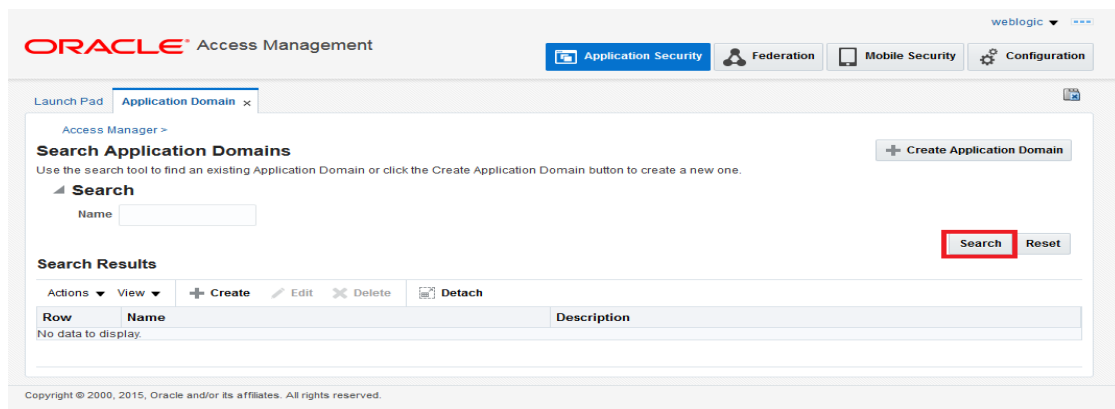 weblogic
ORACLE® Access Management
Application Security Federation Mobile Security Configuration
Launch Pad Application Domain x
Access Manager >
Search Application Domains
Create Application Domain
Use the search tool to find an existing Application Domain or click the Create Application Domain button to create a new one.
Search
Name
Search Reset
Search Results
Actions View Create Edit Delete Detach
Row Name Description
No data to display.
Copyright © 2000, 2015, Oracle and/or its affiliates. All rights reserved.